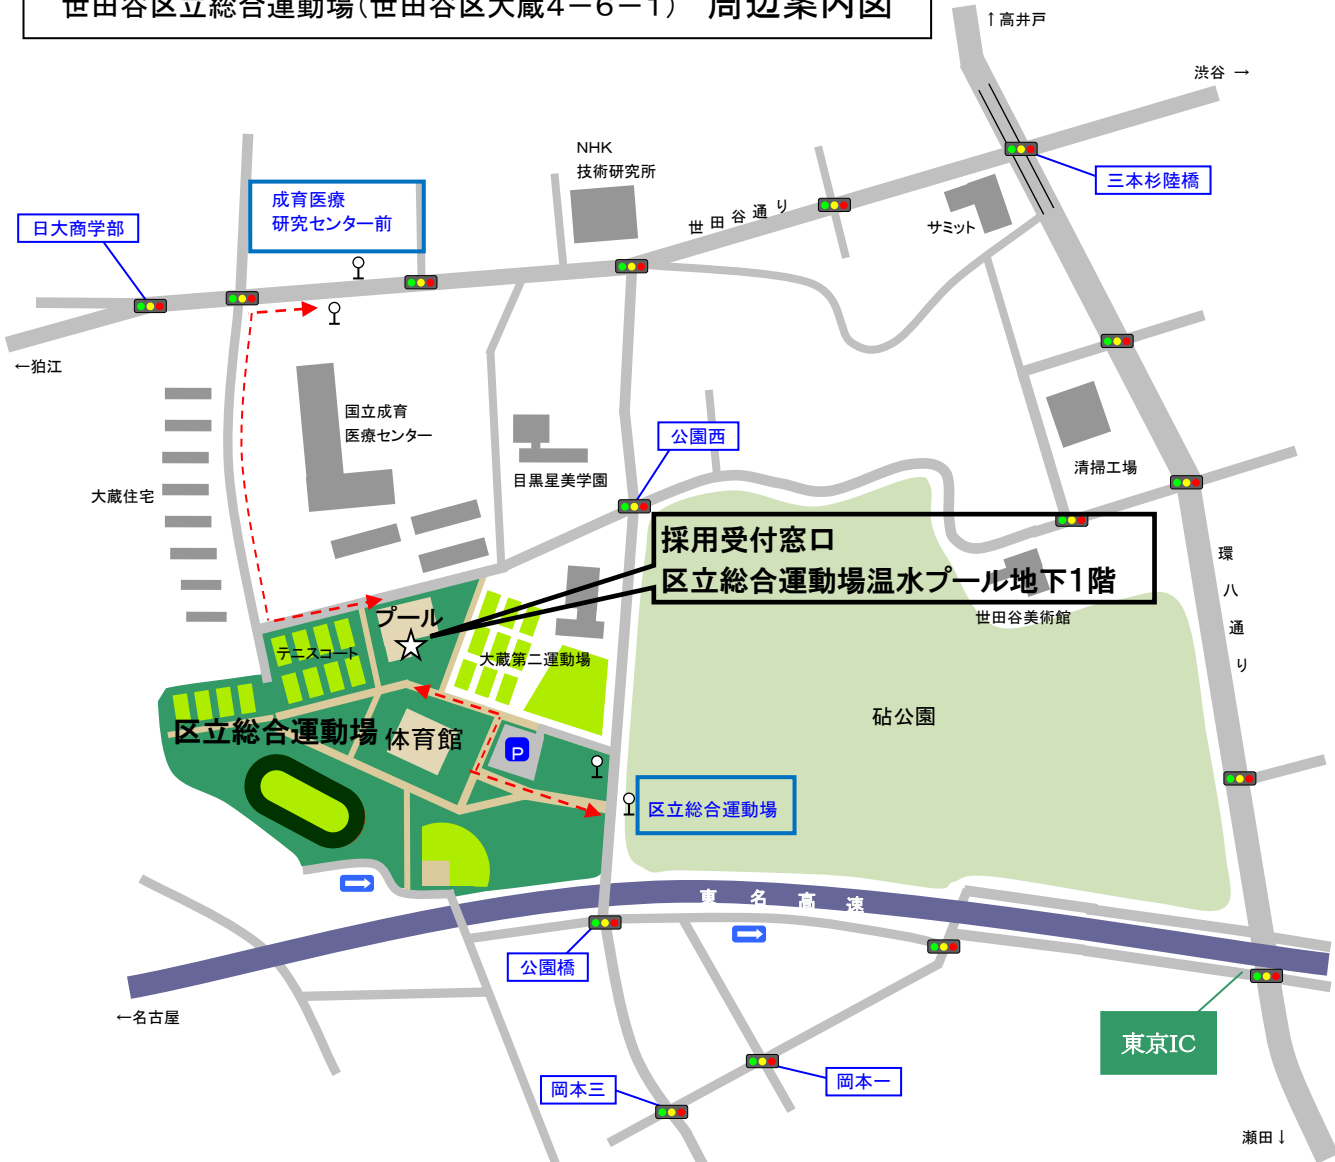 世田谷区立総合運動場(世田谷区大蔵4-6-1) 周辺案内図
↑高井戸
渋谷 →
NHK
技術研究所
三本杉陸橋
成育医療
研究センター前
世田谷通り
サミット
日大商学部
←狛江
国立成育
医療センター
公園西
目黒星美学園
清掃工場
大蔵住宅
採用受付窓口
区立総合運動場温水プール地下1階
環八通り
プール
世田谷美術館
テニスコート
大蔵第二運動場
砧公園
区立総合運動場
体育館
P
区立総合運動場
東名高速
公園橋
←名古屋
東京IC
岡本三
岡本一
瀬田↓